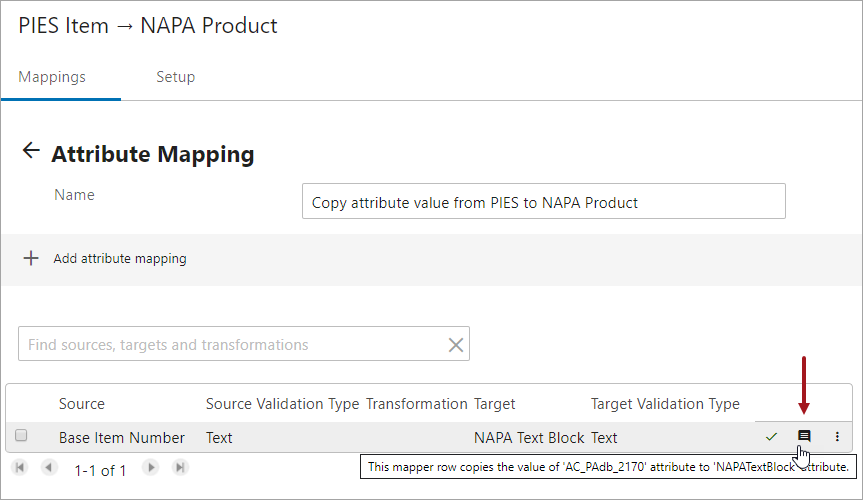 PIES Item → NAPA Product
Mappings Setup
← Attribute Mapping
Name Copy attribute value from PIES to NAPA Product
+ Add attribute mapping
Find sources, targets and transformations
Source Source Validation Type Transformation Target Target Validation Type
Base Item Number Text NAPA Text Block Text
1-1 of 1
This mapper row copies the value of 'AC_PAdb_2170' attribute to 'NAPATextBlock' attribute.